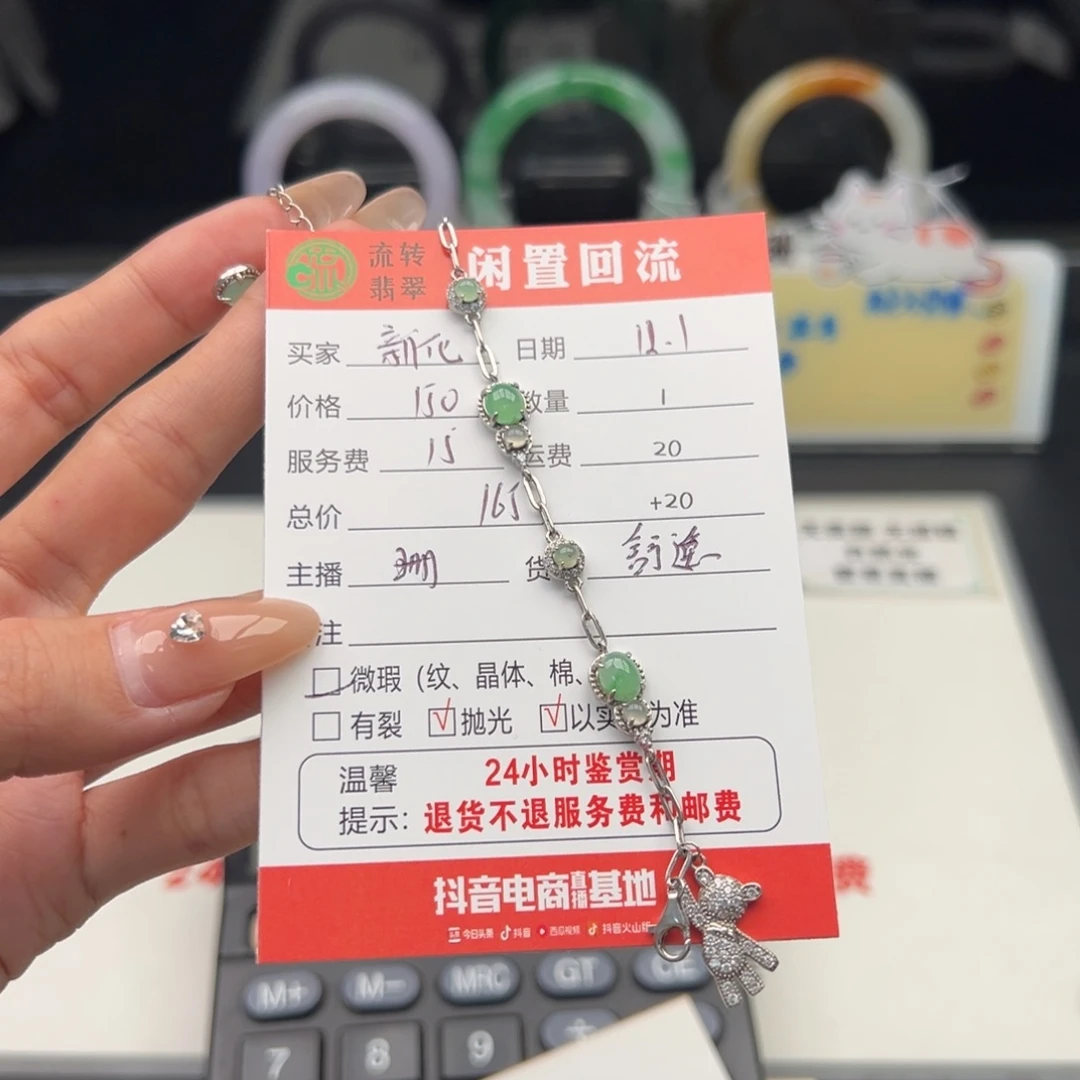 流转翡翠 闲置回流
买家 新化 日期 12.1
价格 150 数量 1
服务费 15 运费 20
总价 165 +20
主播 珊 货
注
微瑕（纹、晶体、棉、
有裂 √抛光 √以实 为准
温馨提示： 24小时鉴赏期
退货不退服务费和邮费
抖音电商直播基地
今日头条 抖音 西瓜视频 抖音火山版
M+ M- MRC GT CE
7 8 9